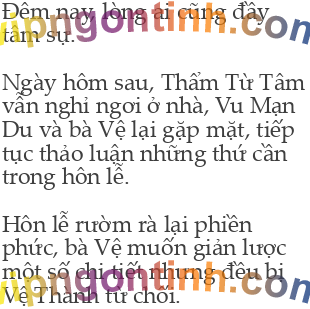 Đêm nay, lòng ai cũng đầy
tâm sự.
Ngày hôm sau, Thẩm Từ Tâm
vẫn nghỉ ngơi ở nhà, Vu Mạn
Du và bà Vệ lại gặp mặt, tiếp
tục thảo luận những thứ cần
trong hôn lễ.
Hôn lễ rườm rà lại phiền
phức, bà Vệ muốn giản lược
một số chi tiết nhưng đều bị
Vệ Thành từ chối.